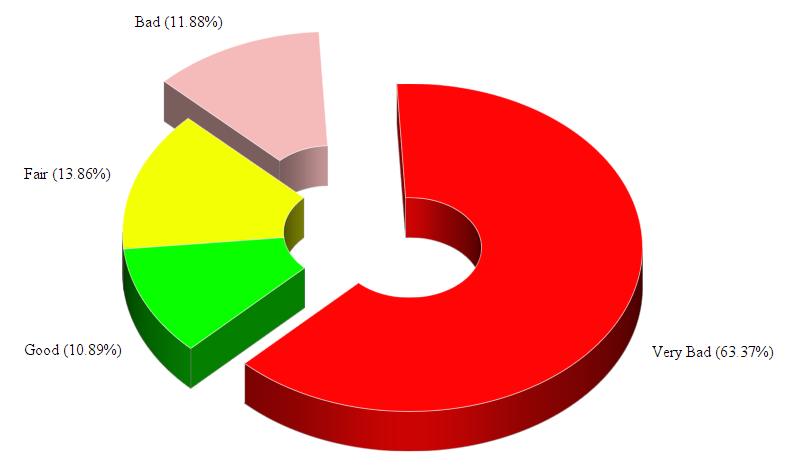 Bad (11.88%)
Fair (13.86%)
Good (10.89%)
Very Bad (63.37%)